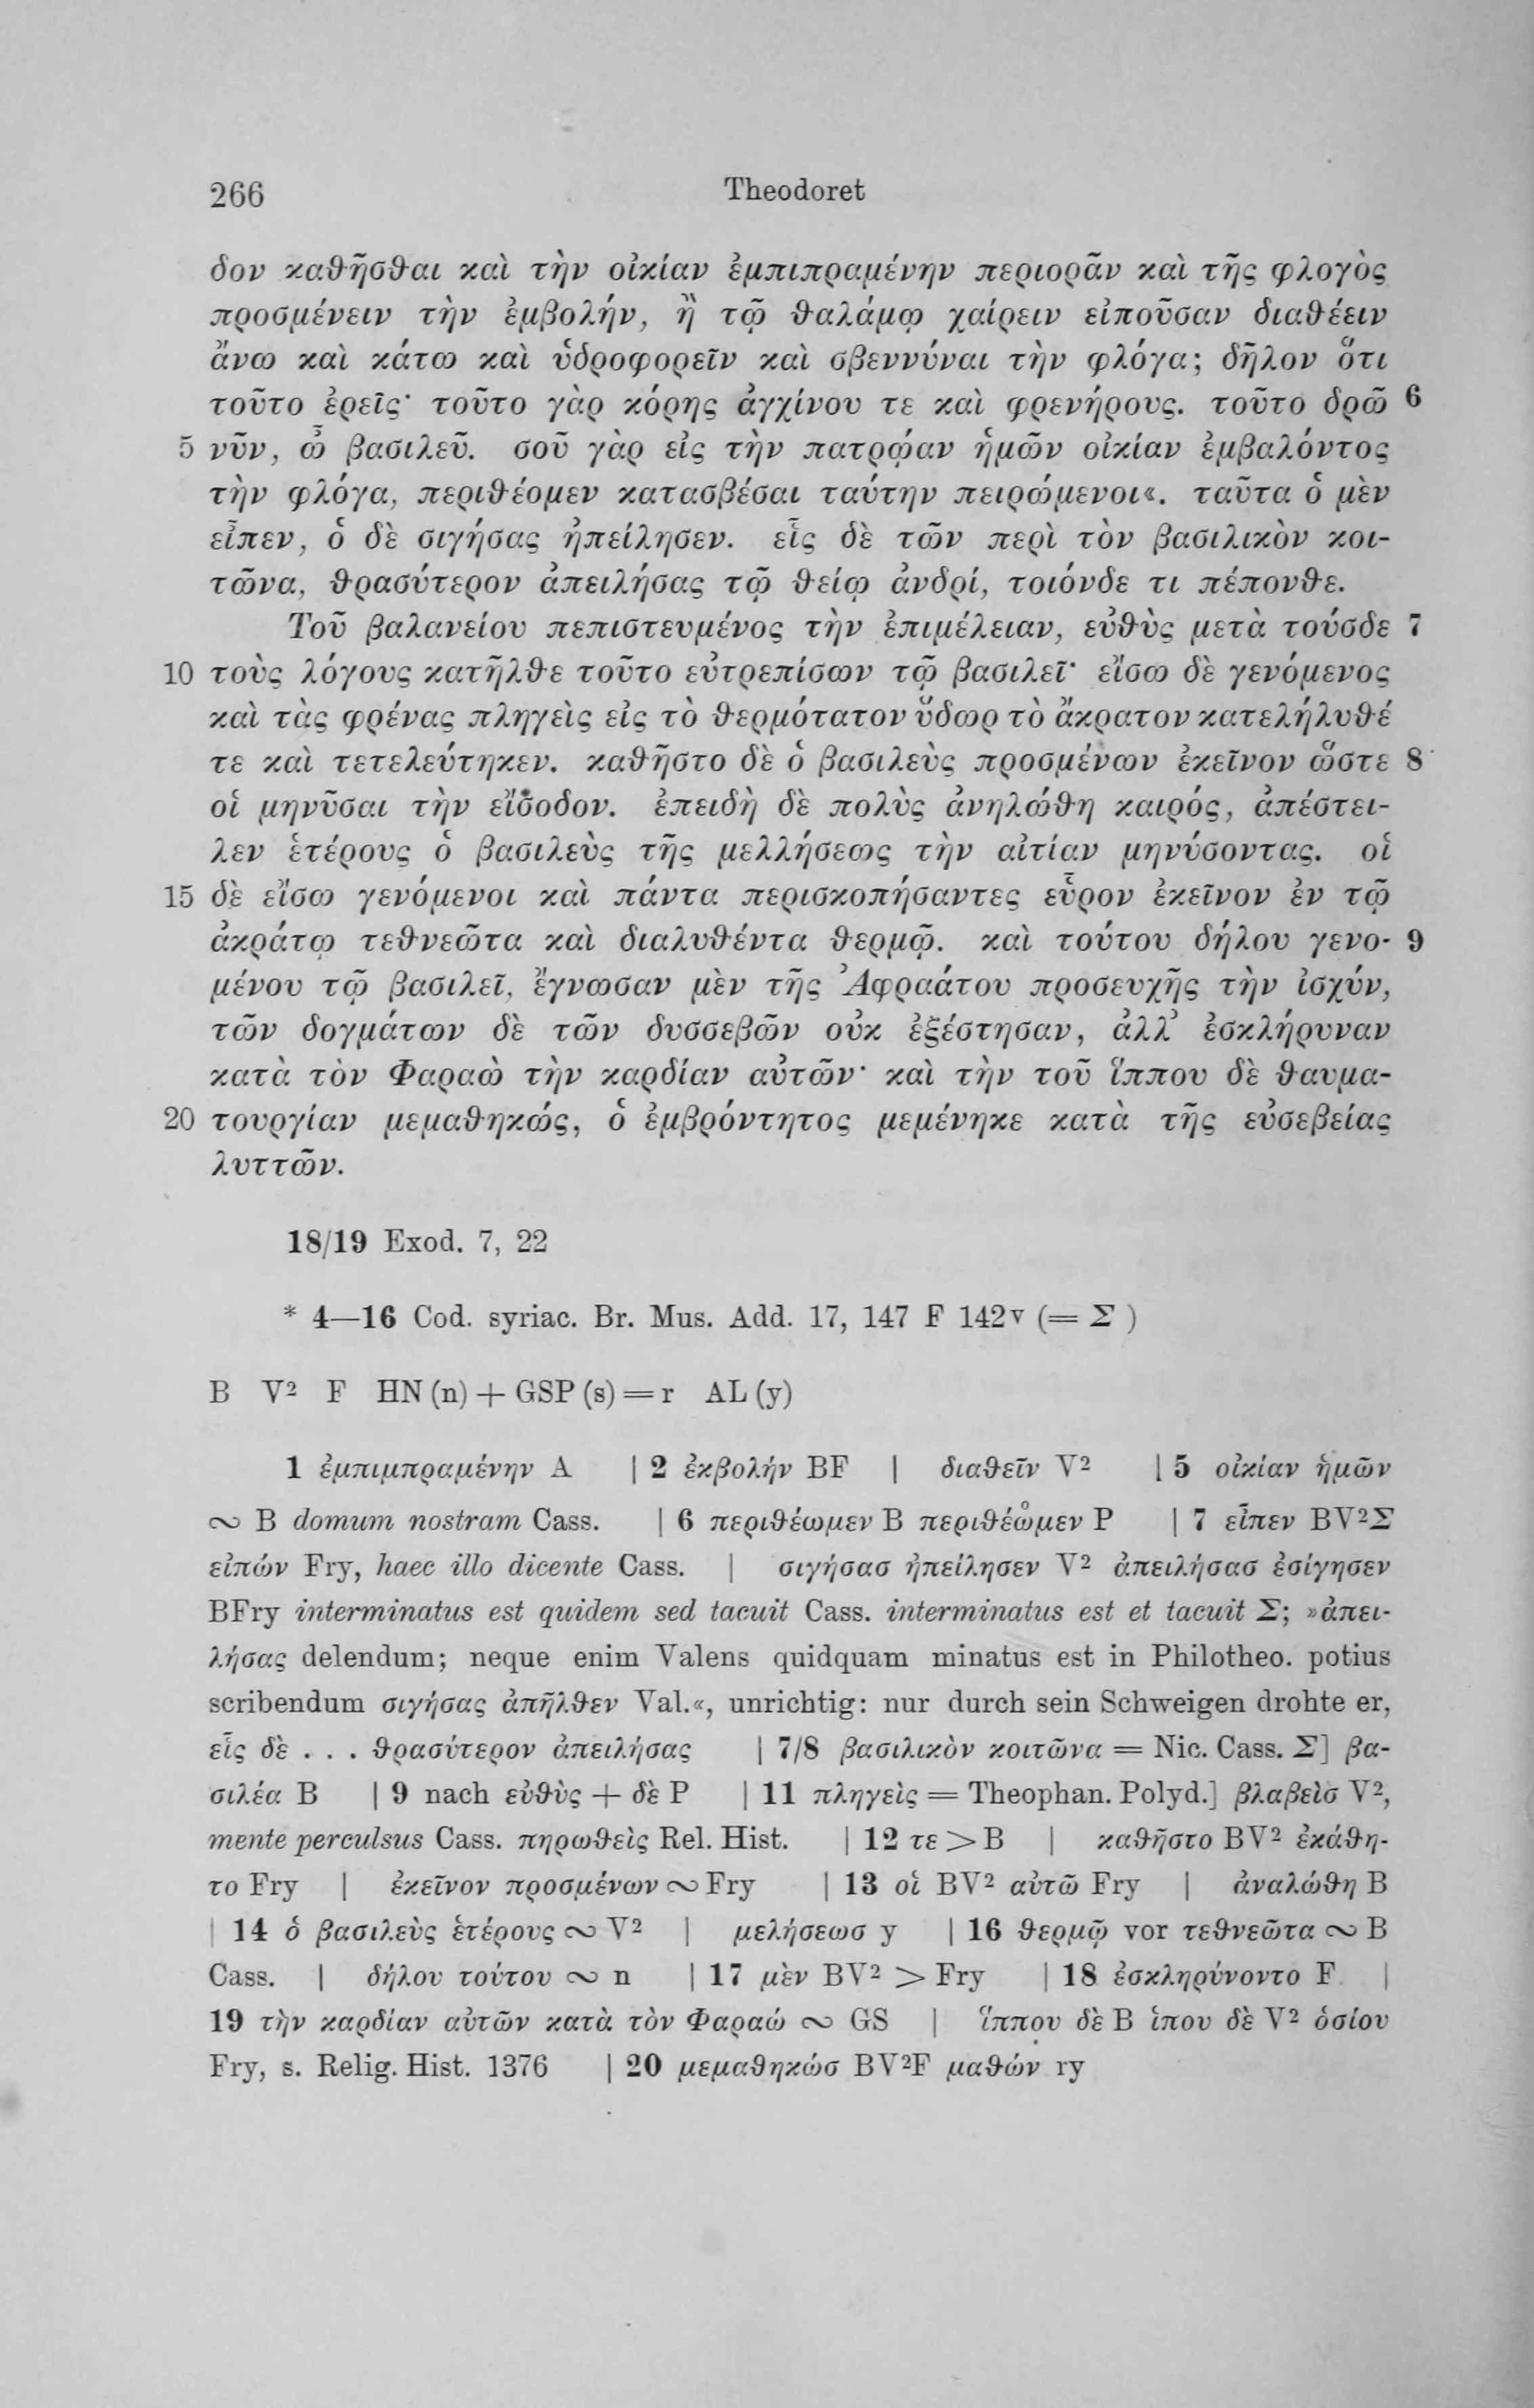 266 Theodoret
δον καθῆσθαι καὶ τὴν οἰκίαν ἐμπιπραμένην περιορᾶν καὶ τῆς φλογὸς
προσμένειν τὴν ἐμβολήν, ἢ τῷ θαλάμῳ χαίρειν εἰποῦσαν διαθέειν
ἄνω καὶ κάτω καὶ ὑδροφορεῖν καὶ σβεννύναι τὴν φλόγα; δῆλον ὅτι
τοῦτο ἐρεῖς· τοῦτο γὰρ κόρης ἀγχίνου τε καὶ φρενήρους. τοῦτο δρῶ 6
5 νῦν, ὦ βασιλεῦ. σοῦ γὰρ εἰς τὴν πατρῴαν ἡμῶν οἰκίαν ἐμβαλόντος
τὴν φλόγα, περιθέομεν κατασβέσαι ταύτην πειρώμενοι«. ταῦτα ὁ μὲν
εἶπεν, ὁ δὲ σιγήσας ἠπείλησεν. εἷς δὲ τῶν περὶ τὸν βασιλικὸν κοι-
τῶνα, θρασύτερον ἀπειλήσας τῷ θείῳ ἀνδρί, τοιόνδε τι πέπονθε.
Τοῦ βαλανείου πεπιστευμένος τὴν ἐπιμέλειαν, εὐθὺς μετὰ τούσδε 7
10 τοὺς λόγους κατῆλθε τοῦτο εὐτρεπίσων τῷ βασιλεῖ· εἴσω δὲ γενόμενος
καὶ τὰς φρένας πληγεὶς εἰς τὸ θερμότατον ὕδωρ τὸ ἄκρατον κατελήλυθέ
τε καὶ τετελεύτηκεν. καθῆστο δὲ ὁ βασιλεὺς προσμένων ἐκεῖνον ὥστε 8
οἱ μηνῦσαι τὴν εἴσοδον. ἐπειδὴ δὲ πολὺς ἀνηλώθη καιρός, ἀπέστει-
λεν ἑτέρους ὁ βασιλεὺς τῆς μελλήσεως τὴν αἰτίαν μηνύσοντας. οἱ
15 δὲ εἴσω γενόμενοι καὶ πάντα περισκοπήσαντες εὗρον ἐκεῖνον ἐν τῷ
ἀκράτῳ τεθνεῶτα καὶ διαλυθέντα θερμῷ. καὶ τούτου δήλου γενο- 9
μένου τῷ βασιλεῖ, ἔγνωσαν μὲν τῆς Ἀφραάτου προσευχῆς τὴν ἰσχύν,
τῶν δογμάτων δὲ τῶν δυσσεβῶν οὐκ ἐξέστησαν, ἀλλ’ ἐσκλήρυναν
κατὰ τὸν Φαραὼ τὴν καρδίαν αὐτῶν· καὶ τὴν τοῦ ἵππου δὲ θαυμα-
20 τουργίαν μεμαθηκώς, ὁ ἐμβρόντητος μεμένηκε κατὰ τῆς εὐσεβείας
λυττῶν.
18/19 Exod. 7, 22
* 4—16 Cod. syriac. Br. Mus. Add. 17, 147 F 142v (= Σ )
B V2 F HN (n) + GSP (s) = r AL (y)
1 ἐμπιμπραμένην A | 2 ἐκβολήν BF | διαθεῖν V2 | 5 οἰκίαν ἡμῶν
∾ B domum nostram Cass. | 6 περιθέωμεν B περιθέωͦμεν P | 7 εἶπεν BV2Σ
εἰπών Fry, haec illo dicente Cass. | σιγήσασ ἠπείλησεν V2 ἀπειλήσασ ἐσίγησεν
BFry interminatus est quidem sed tacuit Cass. interminatus est et tacuit Σ; »ἀπει-
λήσας delendum; neque enim Valens quidquam minatus est in Philotheo. potius
scribendum σιγήσας ἀπῆλθεν Val.«, unrichtig: nur durch sein Schweigen drohte er,
εἷς δὲ . . . θρασύτερον ἀπειλήσας | 7/8 βασιλικὸν κοιτῶνα = Nic. Cass. Σ] βα-
σιλέα B | 9 nach εὐθὺς + δὲ P | 11 πληγεὶς = Theophan. Polyd.] βλαβεὶσ V2,
mente perculsus Cass. πηρωθεὶς Rel. Hist. | 12 τε > B | καθῆστο BV2 ἐκάθη-
το Fry | ἐκεῖνον προσμένων ∾ Fry | 13 οἱ BV2 αὐτῶ Fry | ἀναλώθη B
| 14 ὁ βασιλεὺς ἑτέρους ∾ V2 | μελήσεωσ y | 16 θερμῷ vor τεθνεῶτα ∾ B
Cass. | δήλου τούτου ∾ n | 17 μὲν BV2 > Fry | 18 ἐσκληρύνοντο F |
19 τὴν καρδίαν αὐτῶν κατὰ τὸν Φαραώ ∾ GS | ἵππου δὲ B ἱπου δὲ V2 ὁσίου
Fry, s. Relig. Hist. 1376 | 20 μεμαθηκώσ BV2F μαθών ry